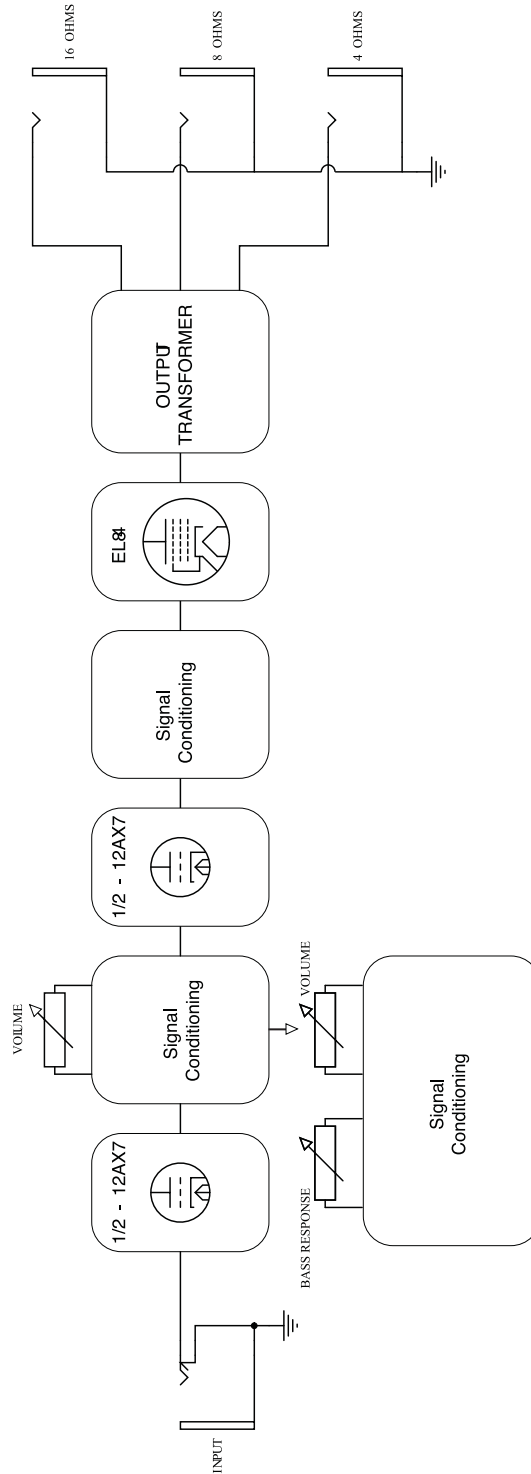 INPUT
1/2 - 12AX7
VOLUME
Signal
Conditioning
1/2 - 12AX7
Signal
Conditioning
EL84
OUTPUT
TRANSFORMER
16 OHMS
8 OHMS
4 OHMS
BASS RESPONSE
VOLUME
Signal
Conditioning